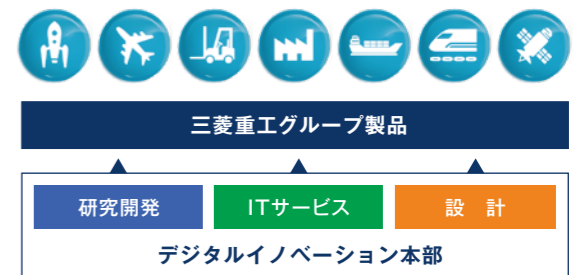 三菱重工グループ製品
研究開発
ITサービス
設 計
デジタルイノベーション本部